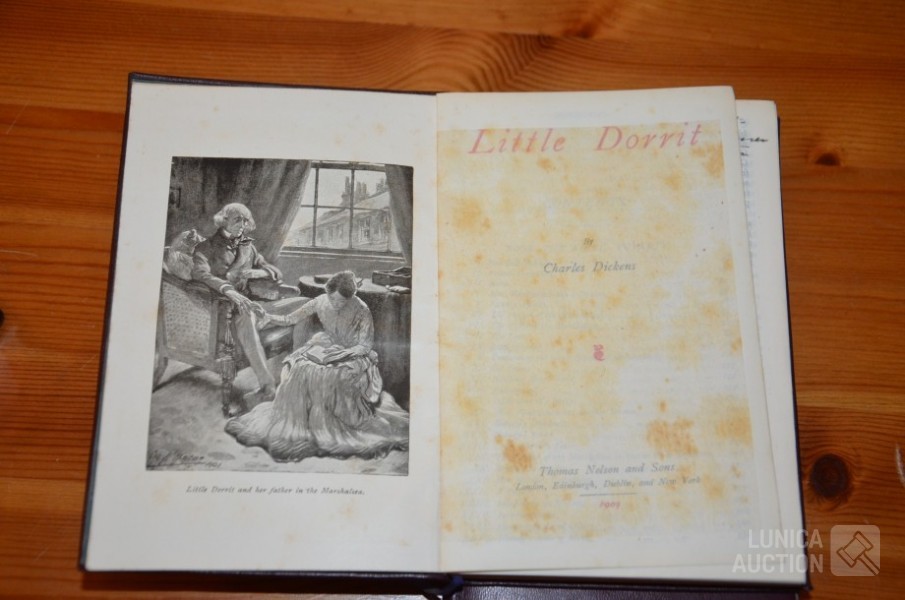 Little Dorrit and her father in the Marshalsea.
Little Dorrit
By
Charles Dickens
Thomas Nelson and Sons
London, Edinburgh, Dublin, and New York
LUNICA
AUCTION